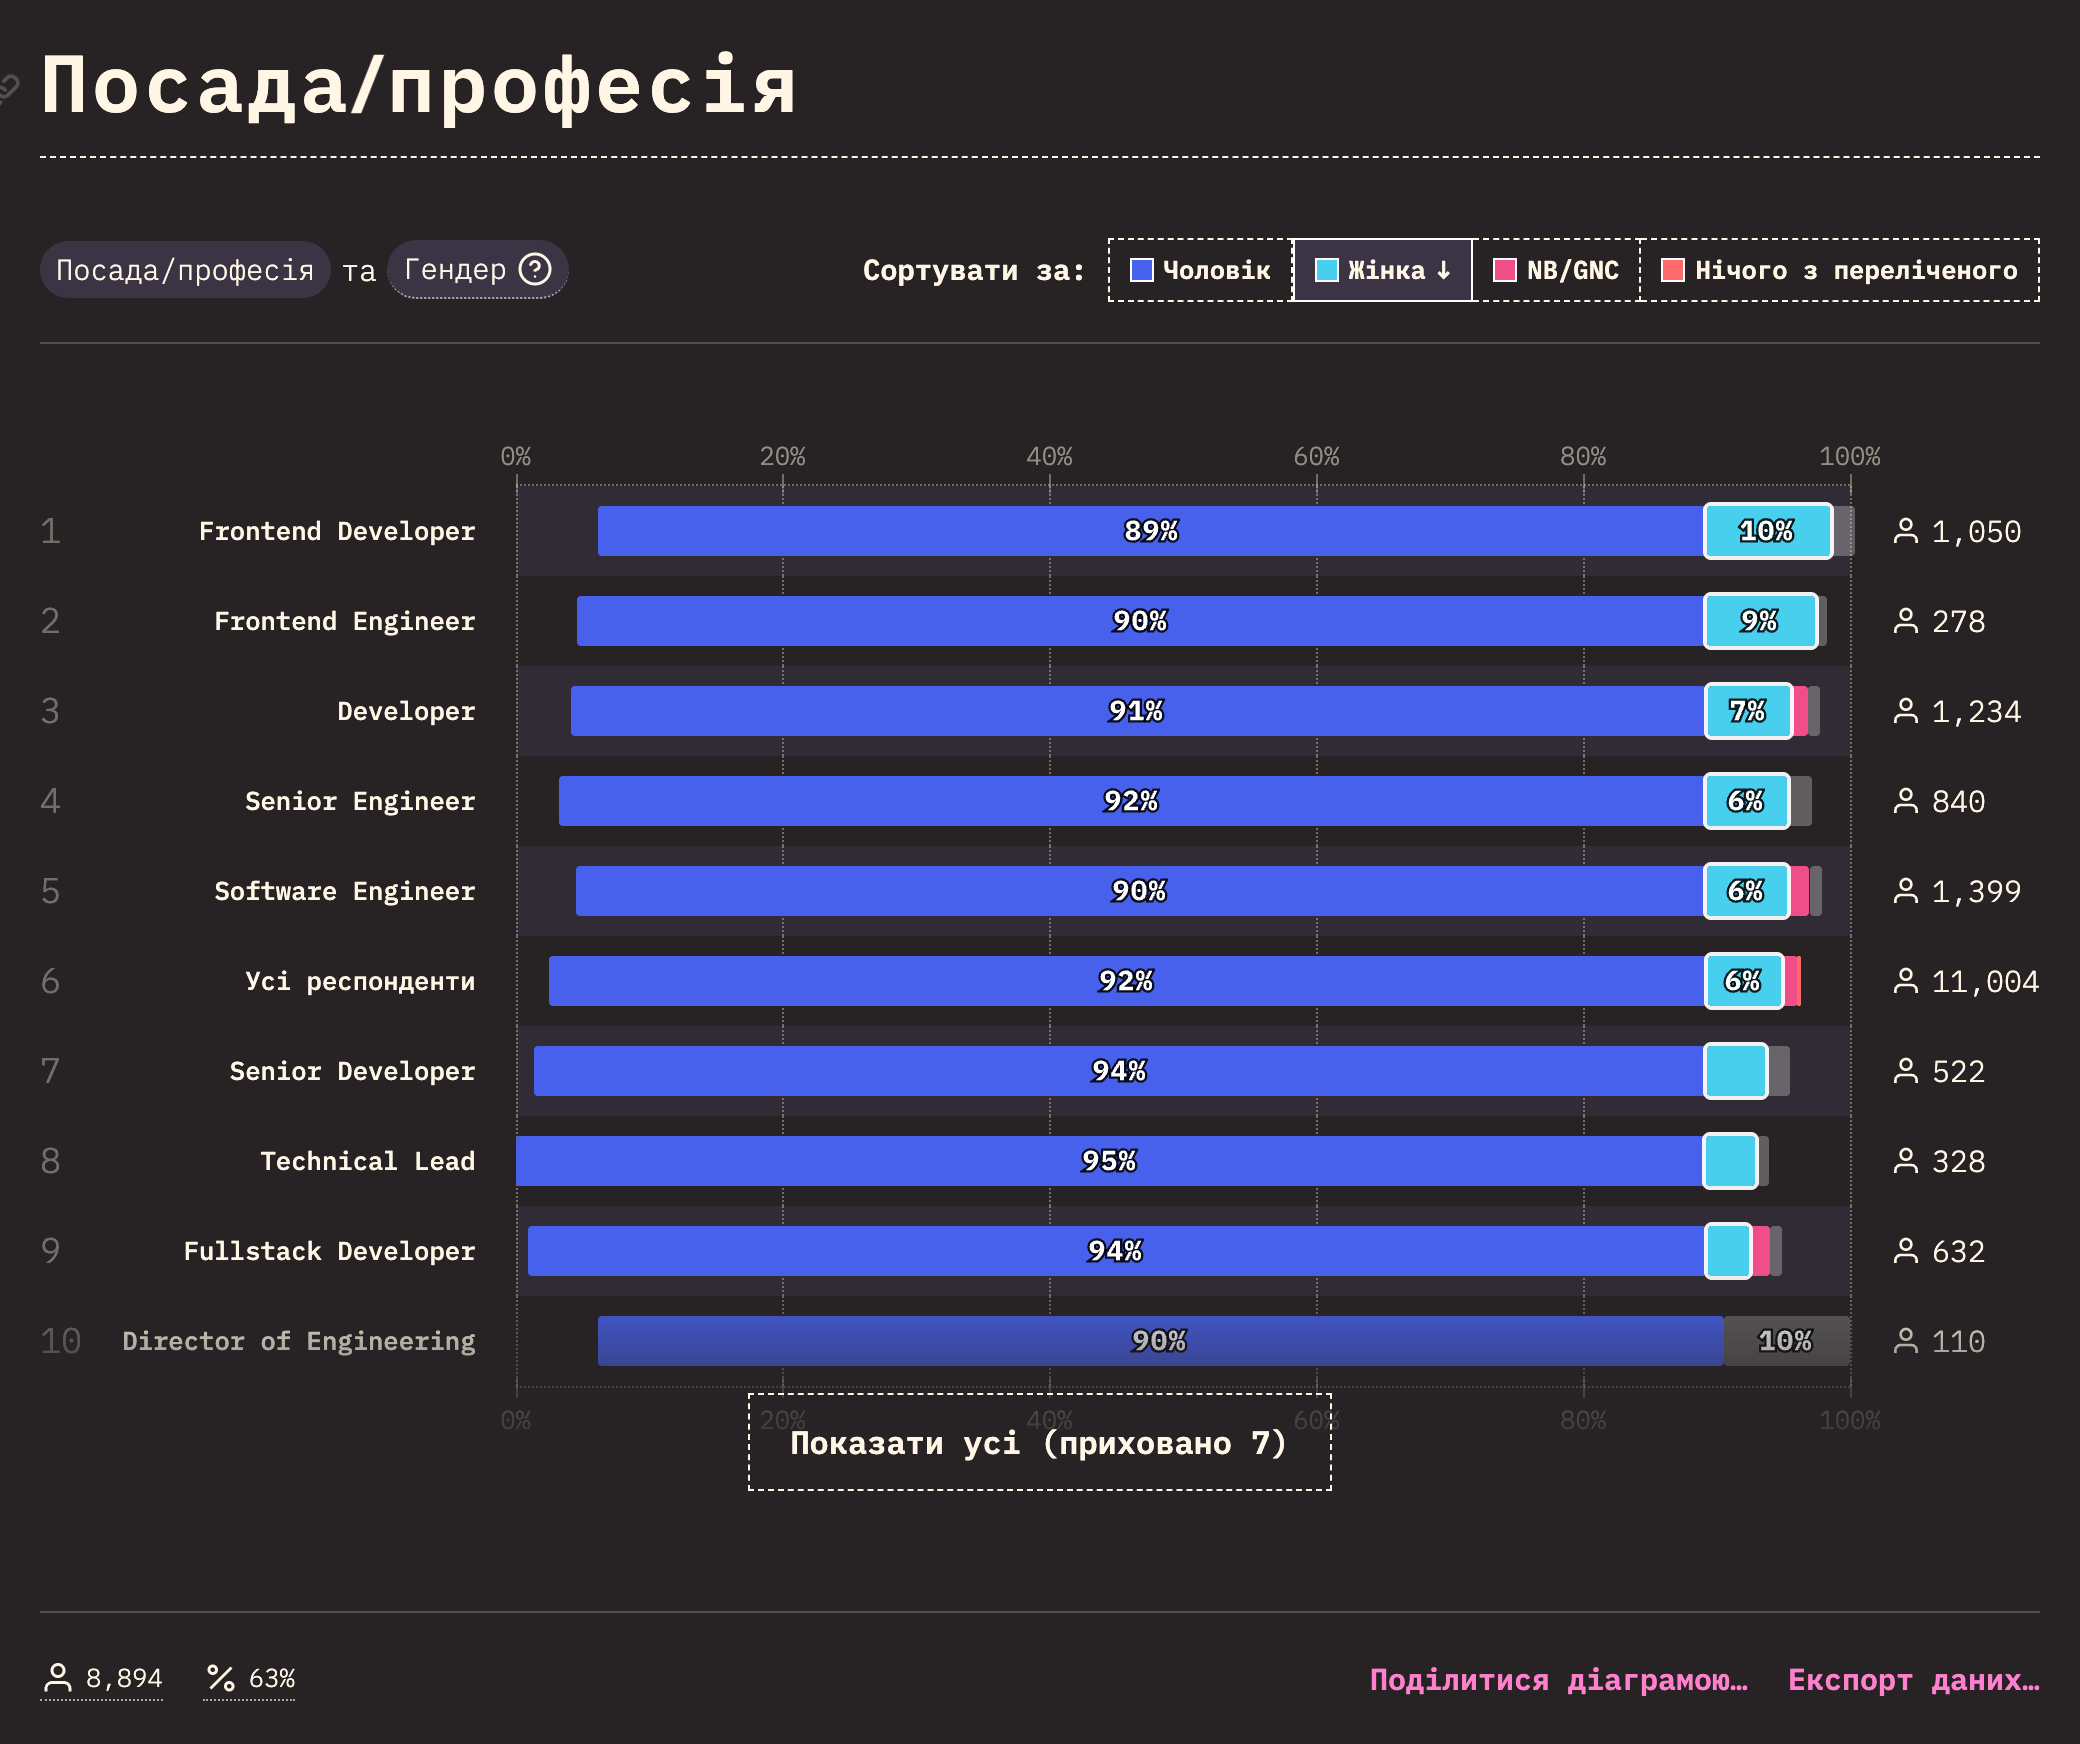 Посада/професія
Посада/професія та Гендер
Сортувати за: Чоловік Жінка ↓ NB/GNC Нічого з переліченого
0% 20% 40% 60% 80% 100%
1 Frontend Developer 89% 10% 1,050
2 Frontend Engineer 90% 9% 278
3 Developer 91% 7% 1,234
4 Senior Engineer 92% 6% 840
5 Software Engineer 90% 6% 1,399
6 Усі респонденти 92% 6% 11,004
7 Senior Developer 94% 522
8 Technical Lead 95% 328
9 Fullstack Developer 94% 632
10 Director of Engineering 90% 10% 110
0% 20% 40% 60% 80% 100%
Показати усі (приховано 7)
8,894 63% Поділитися діаграмою… Експорт даних…